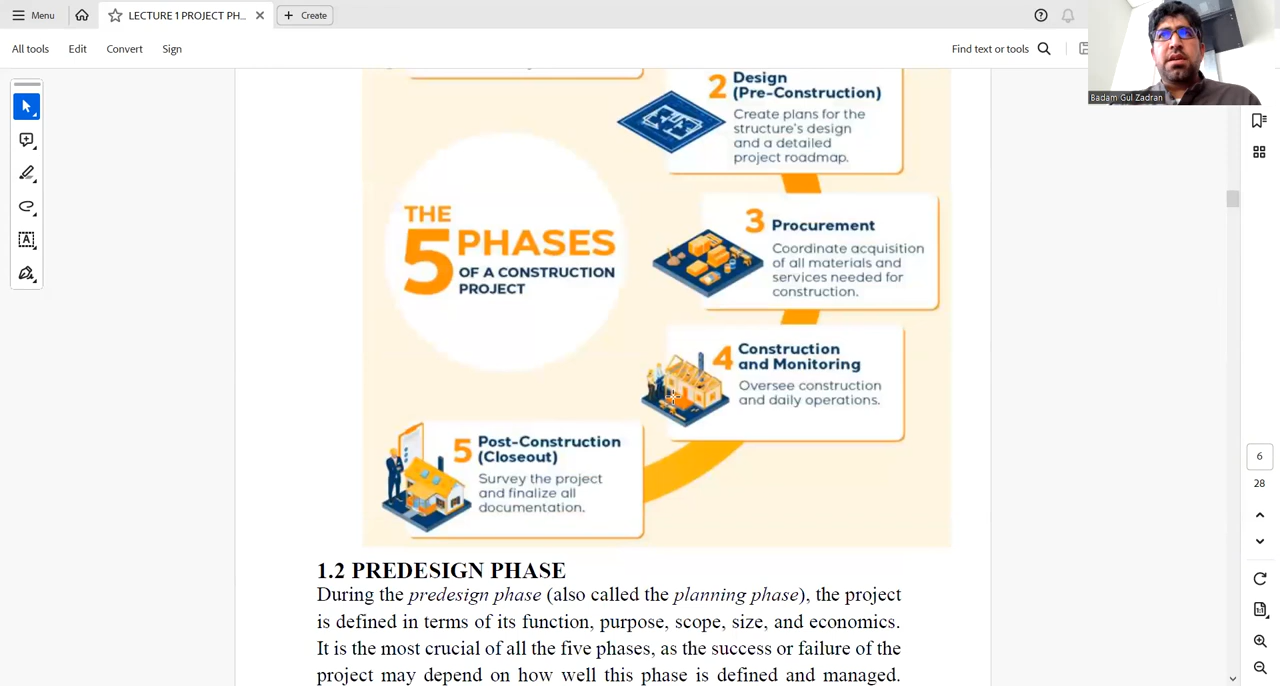 Menu
LECTURE 1 PROJECT PH...
Create
All tools
Edit
Convert
Sign
Find text or tools
Badam Gul Zadran
2 Design
(Pre-Construction)
Create plans for the
structure's design
and a detailed
project roadmap.
3 Procurement
Coordinate acquisition
of all materials and
services needed for
construction.
THE
5 PHASES
OF A CONSTRUCTION
PROJECT
4 Construction
and Monitoring
Oversee construction
and daily operations.
5 Post-Construction
(Closeout)
Survey the project
and finalize all
documentation.
6
28
1.2 PREDESIGN PHASE
During the predesign phase (also called the planning phase), the project
is defined in terms of its function, purpose, scope, size, and economics.
It is the most crucial of all the five phases, as the success or failure of the
project may depend on how well this phase is defined and managed.